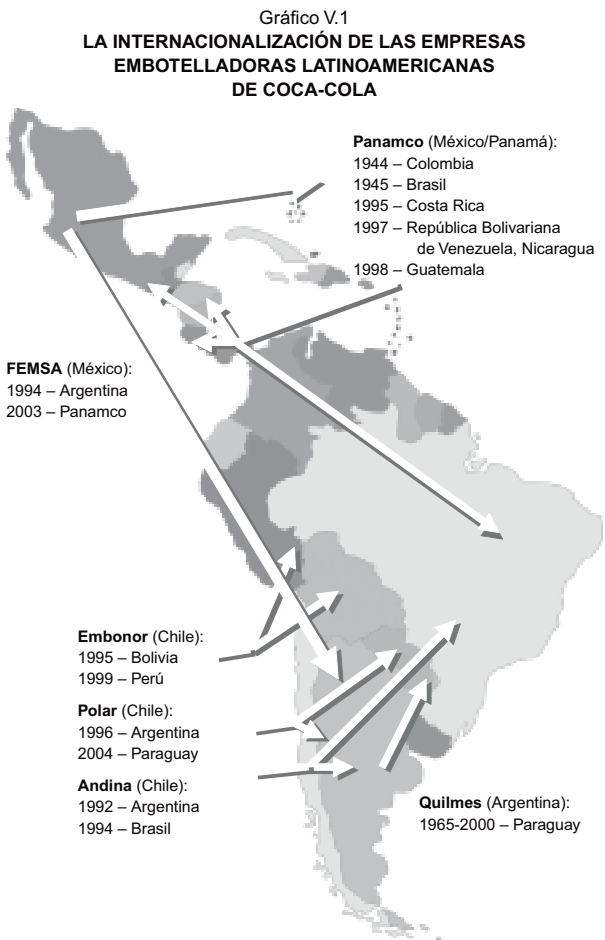 Gráfico V.1
LA INTERNACIONALIZACIÓN DE LAS EMPRESAS
EMBOTELLADORAS LATINOAMERICANAS
DE COCA-COLA
Panamco (México/Panamá):
1944 – Colombia
1945 – Brasil
1995 – Costa Rica
1997 – República Bolivariana
de Venezuela, Nicaragua
1998 – Guatemala
FEMSA (México):
1994 – Argentina
2003 – Panamco
Embonor (Chile):
1995 – Bolivia
1999 – Perú
Polar (Chile):
1996 – Argentina
2004 – Paraguay
Andina (Chile):
1992 – Argentina
1994 – Brasil
Quilmes (Argentina):
1965-2000 – Paraguay